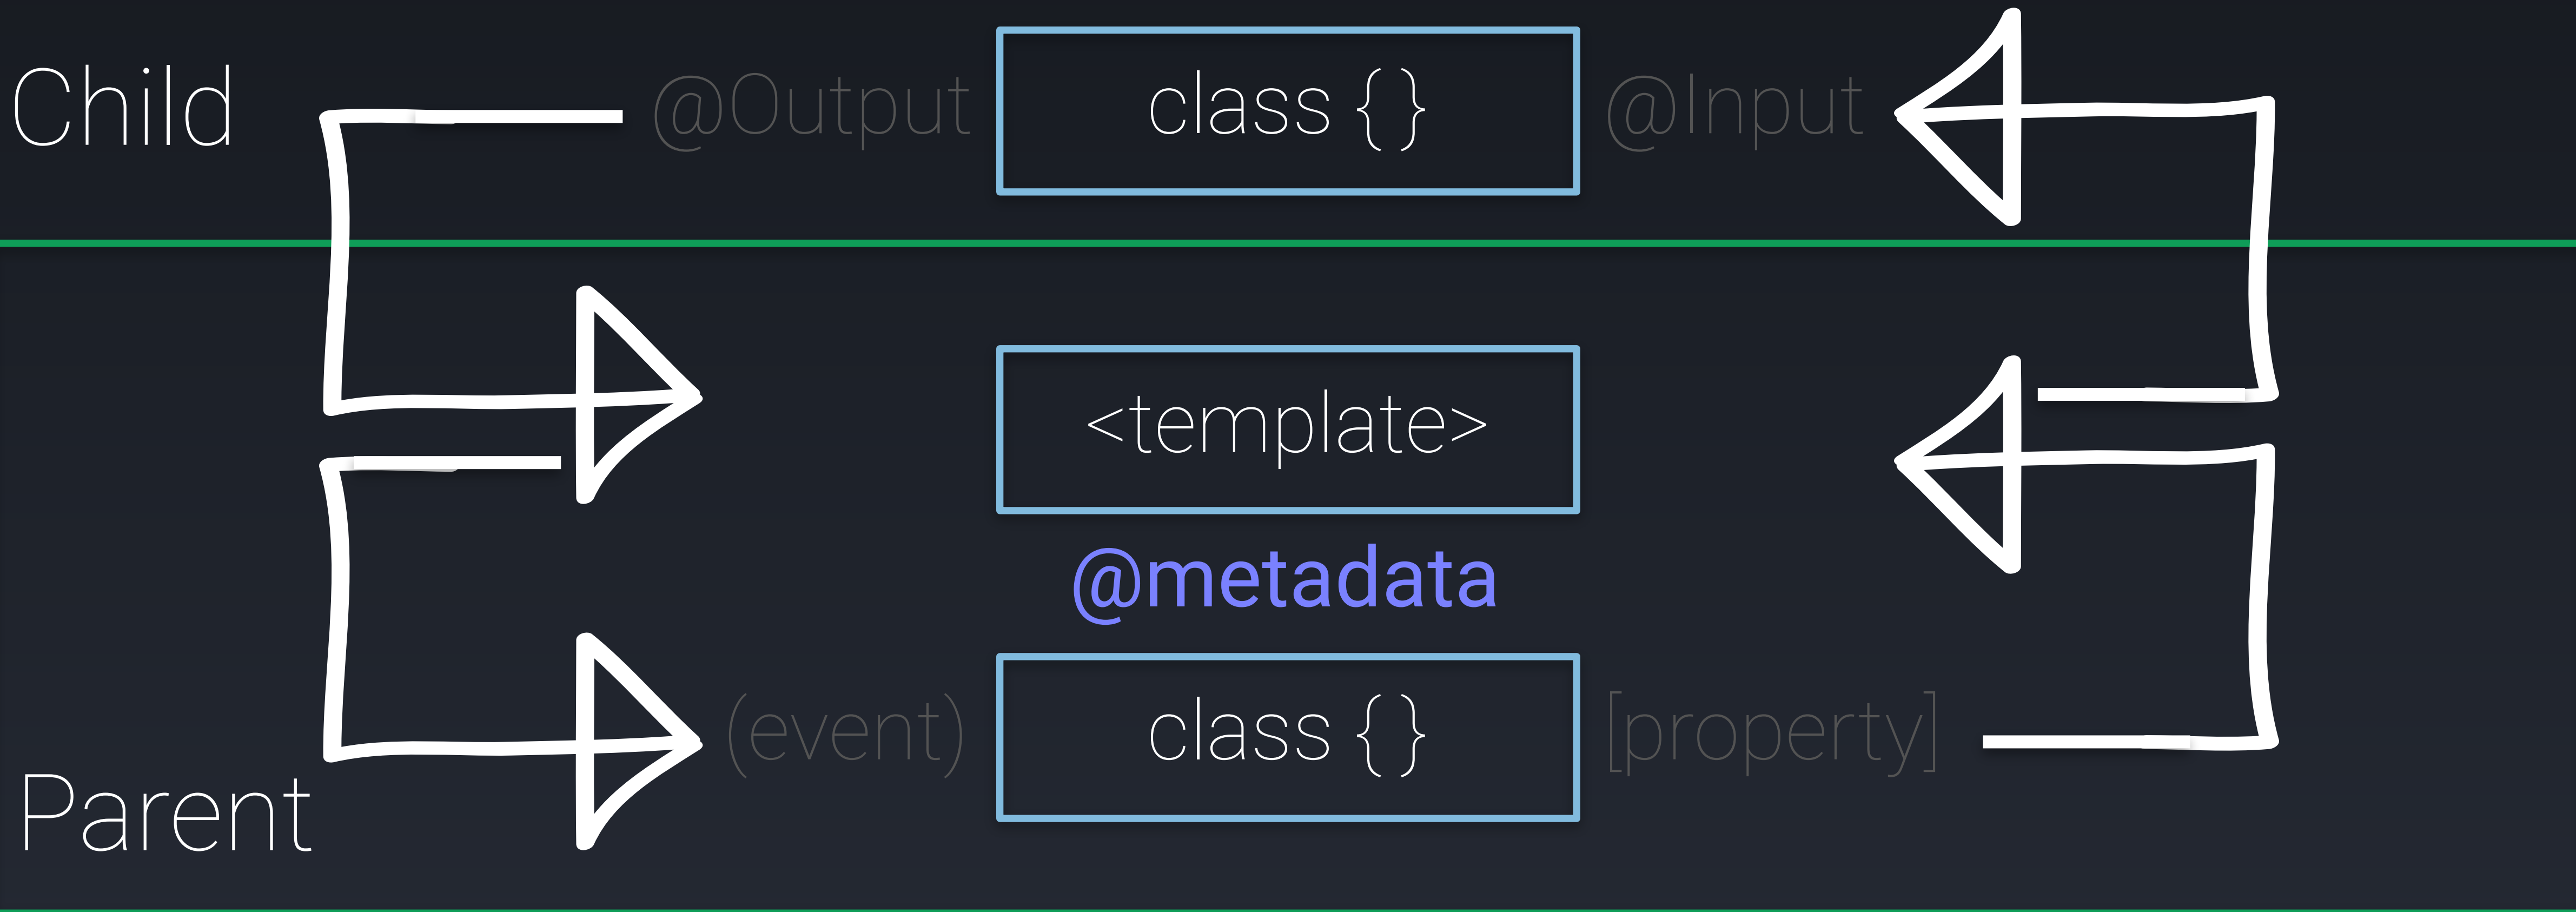 Child @Output class {} @Input
<template>
@metadata
(event) class {} [property]
Parent